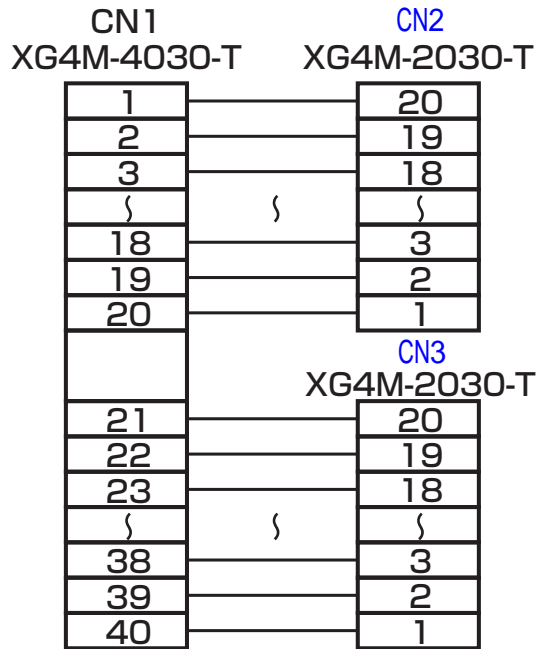 CN1 CN2
XG4M-4030-T XG4M-2030-T
1 20
2 19
3 18
〜 〜 〜
18 3
19 2
20 1
CN3
XG4M-2030-T
21 20
22 19
23 18
〜 〜 〜
38 3
39 2
40 1